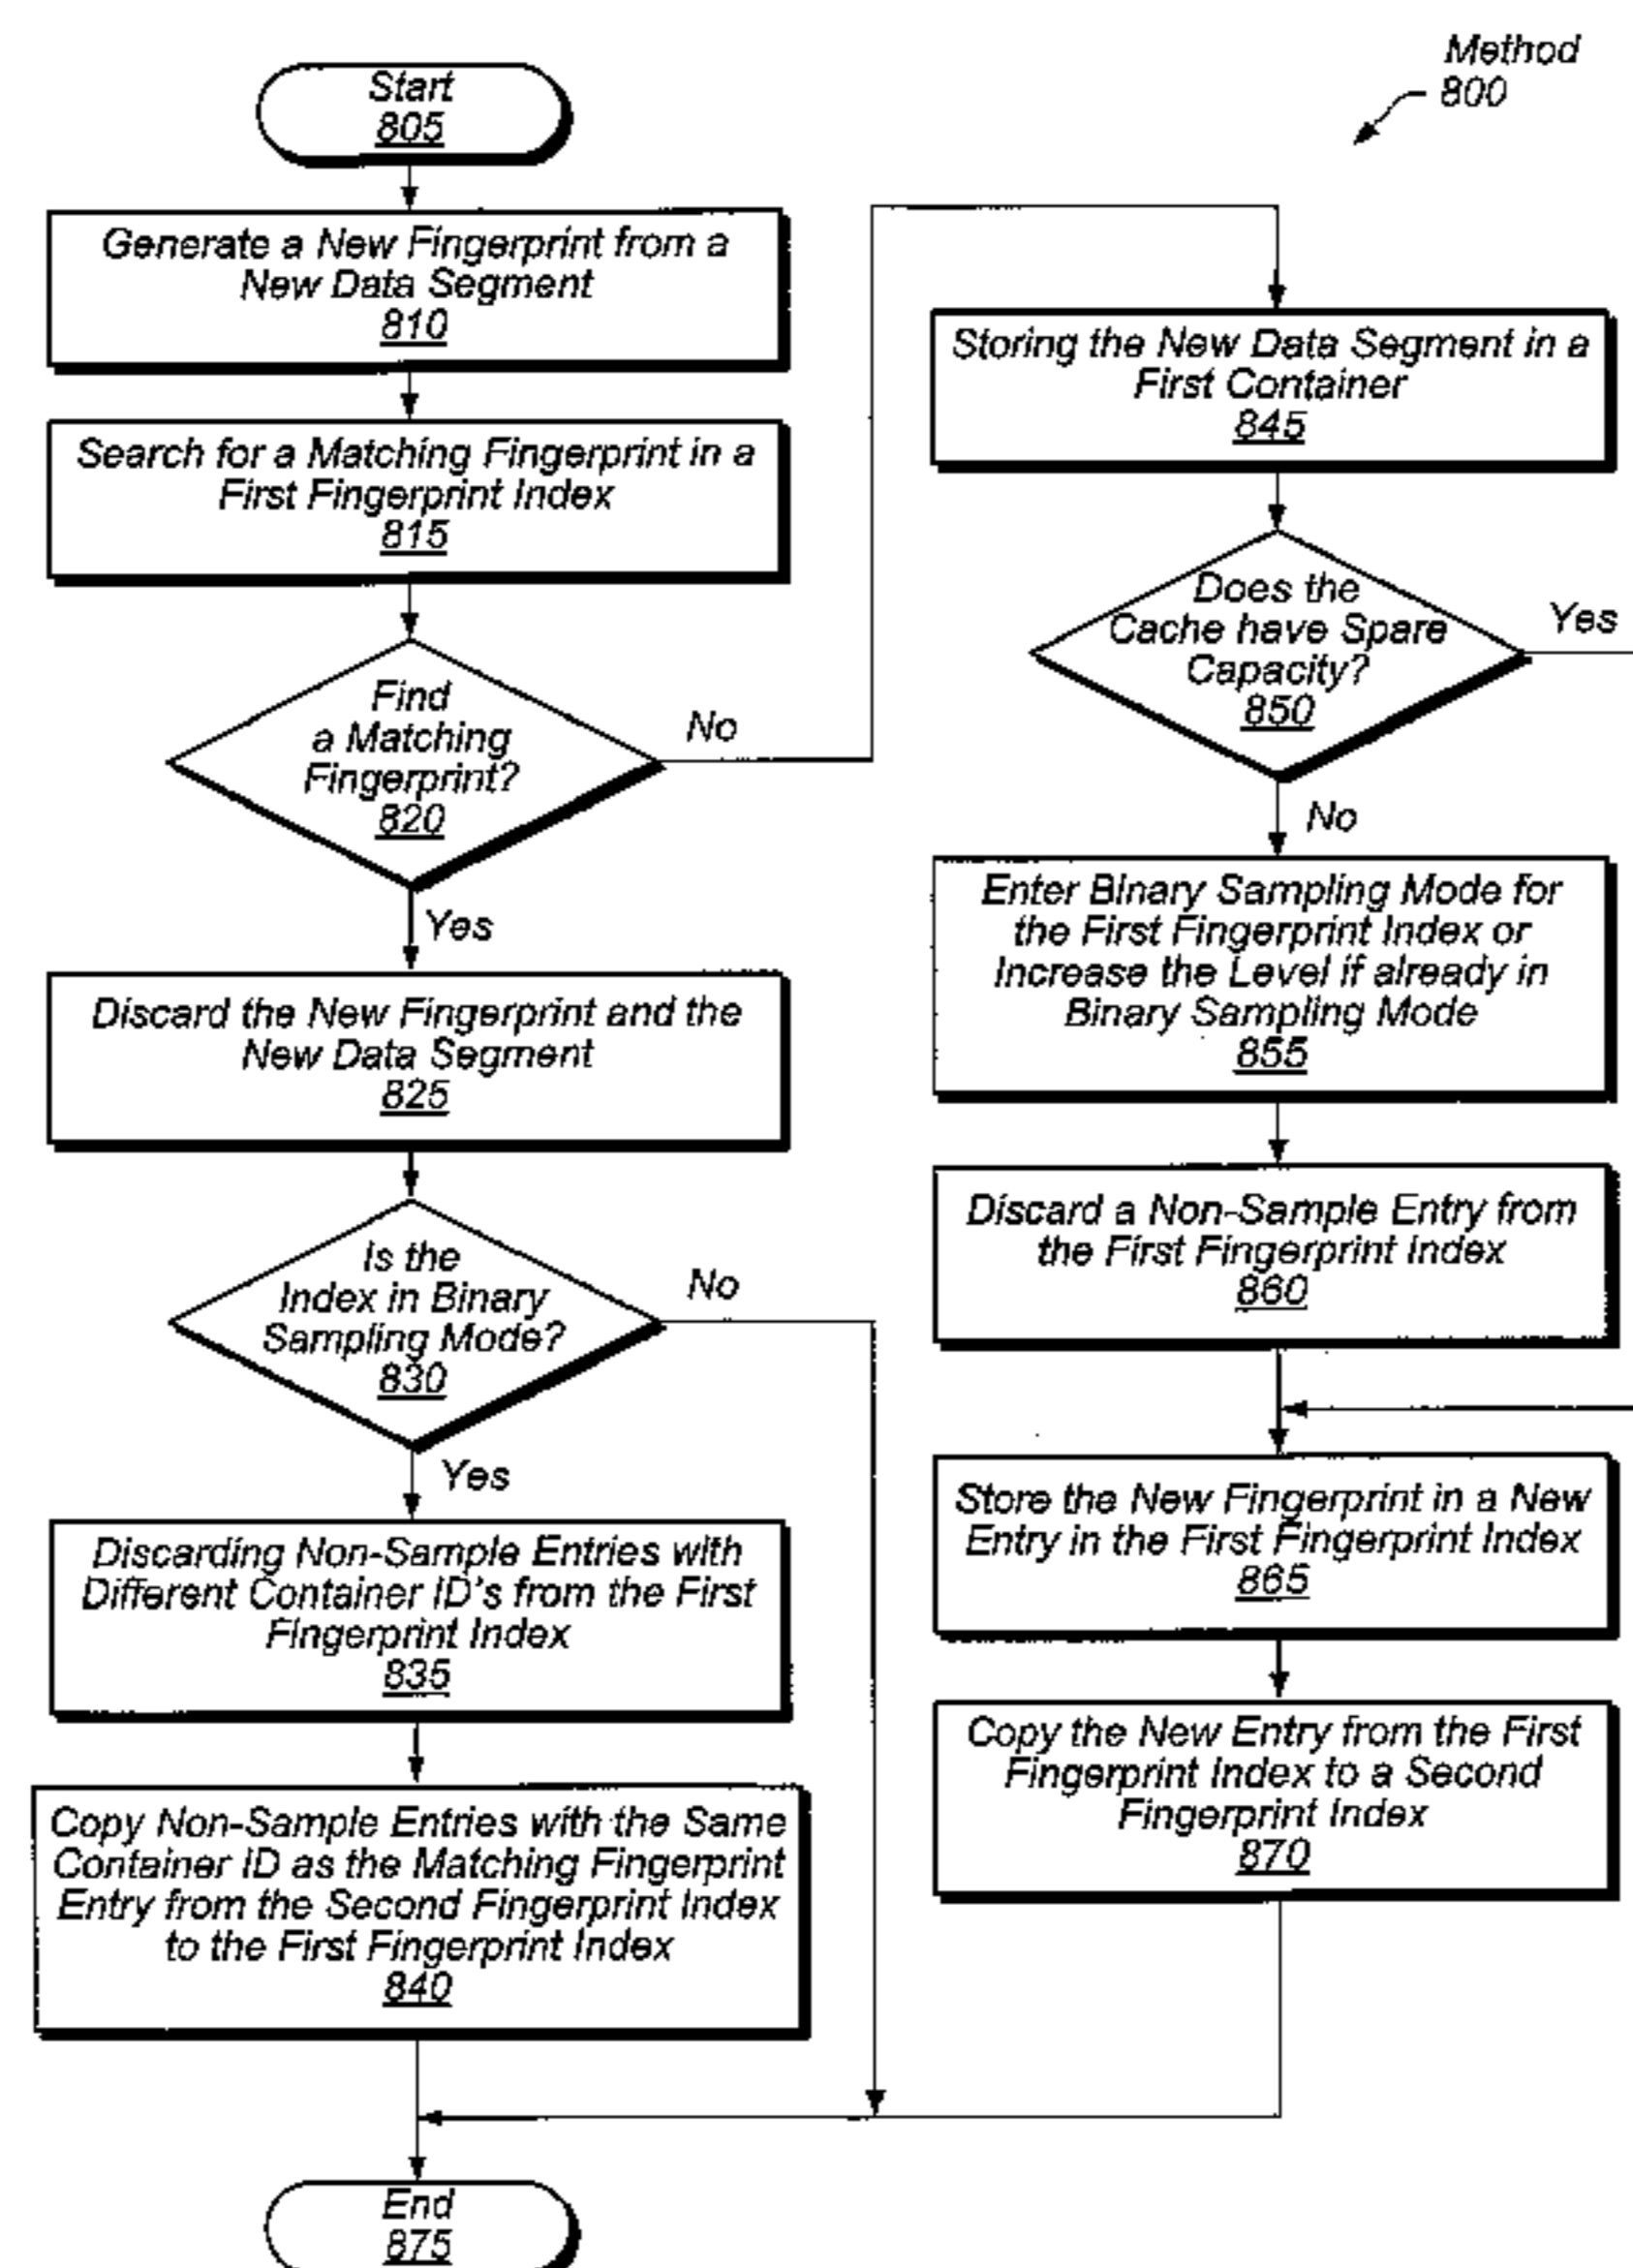 Method
800
Start
805
Generate a New Fingerprint from a
New Data Segment
810
Search for a Matching Fingerprint in a
First Fingerprint Index
815
Find
a Matching
Fingerprint?
820
No
Yes
Discard the New Fingerprint and the
New Data Segment
825
Is the
Index in Binary
Sampling Mode?
830
No
Yes
Discarding Non-Sample Entries with
Different Container ID's from the First
Fingerprint Index
835
Copy Non-Sample Entries with the Same
Container ID as the Matching Fingerprint
Entry from the Second Fingerprint Index
to the First Fingerprint Index
840
End
875
Storing the New Data Segment in a
First Container
845
Does the
Cache have Spare
Capacity?
850
Yes
No
Enter Binary Sampling Mode for
the First Fingerprint Index or
Increase the Level if already in
Binary Sampling Mode
855
Discard a Non-Sample Entry from
the First Fingerprint Index
860
Store the New Fingerprint in a New
Entry in the First Fingerprint Index
865
Copy the New Entry from the First
Fingerprint Index to a Second
Fingerprint Index
870